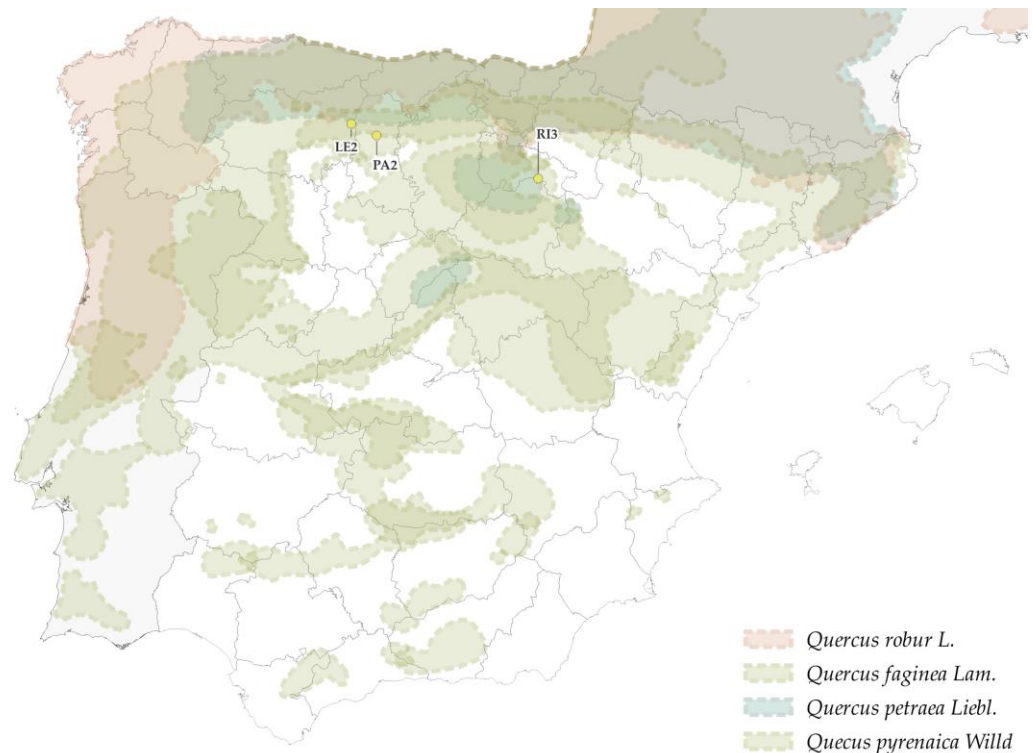 RI3
LE2
PA2
Quercus robur L.
Quercus faginea Lam.
Quercus petraea Liebl.
Quecus pyrenaica Willd